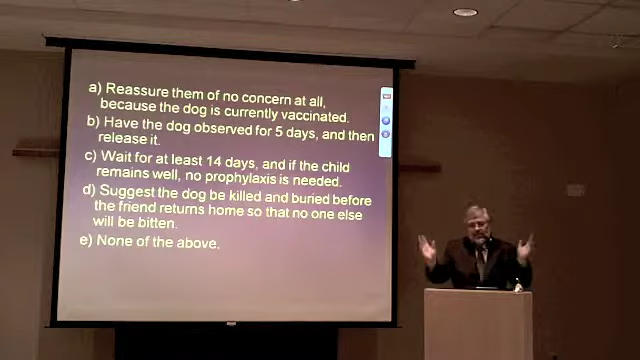 a) Reassure them of no concern at all,
because the dog is currently vaccinated.
b) Have the dog observed for 5 days, and then
release it.
c) Wait for at least 14 days, and if the child
remains well, no prophylaxis is needed.
d) Suggest the dog be killed and buried before
the friend returns home so that no one else
will be bitten.
e) None of the above.